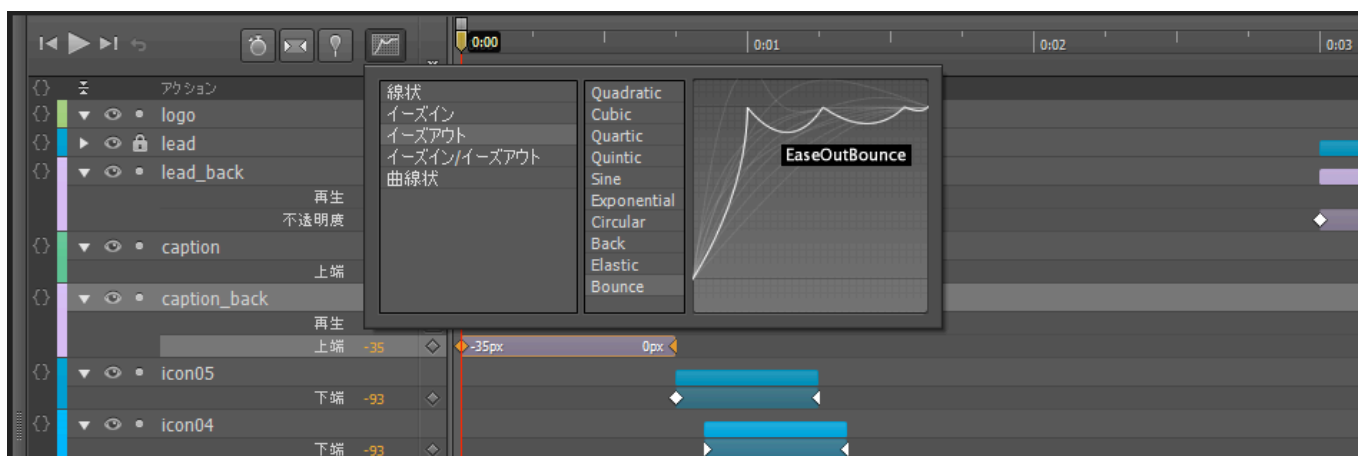 0:00
0:01
0:02
0:03
アクション
logo
lead
lead_back
再生
不透明度
caption
上端
caption_back
再生
上端 -35
icon05
下端 -93
icon04
下端 -93
線状
イーズイン
イーズアウト
イーズイン/イーズアウト
曲線状
Quadratic
Cubic
Quartic
Quintic
Sine
Exponential
Circular
Back
Elastic
Bounce
EaseOutBounce
-35px 0px